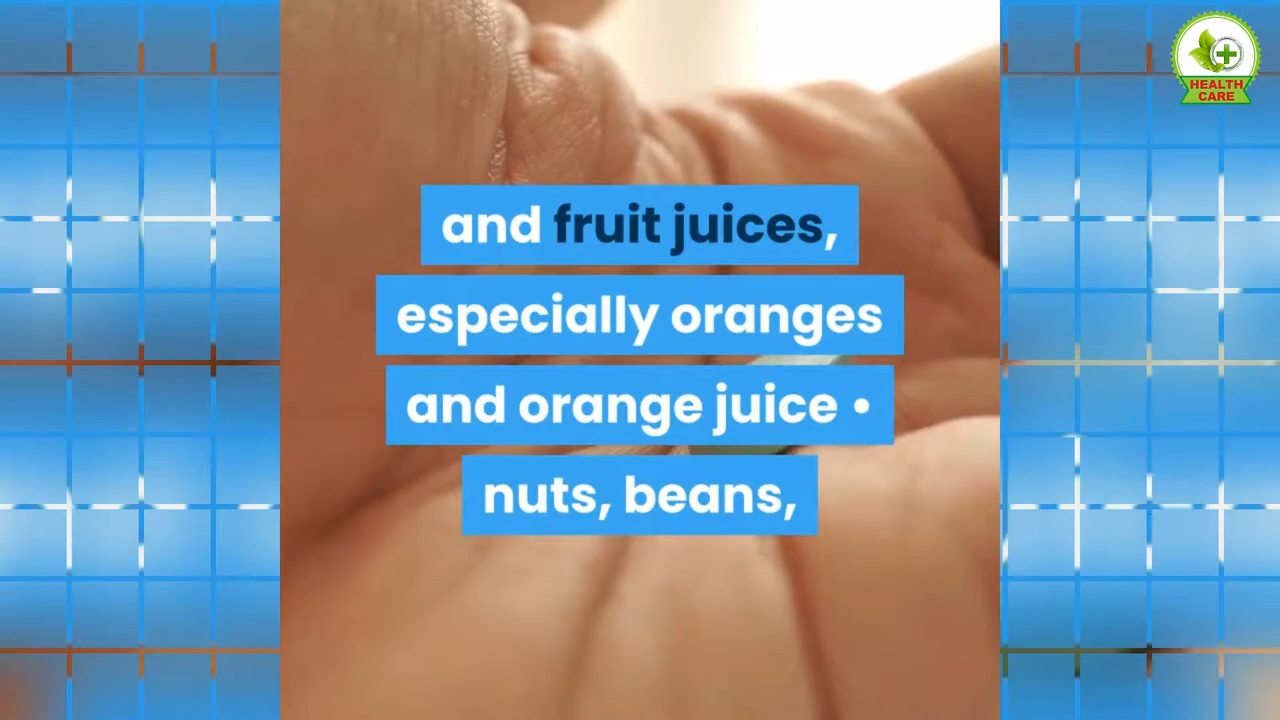 HEALTH
CARE
and fruit juices,
especially oranges
and orange juice •
nuts, beans,